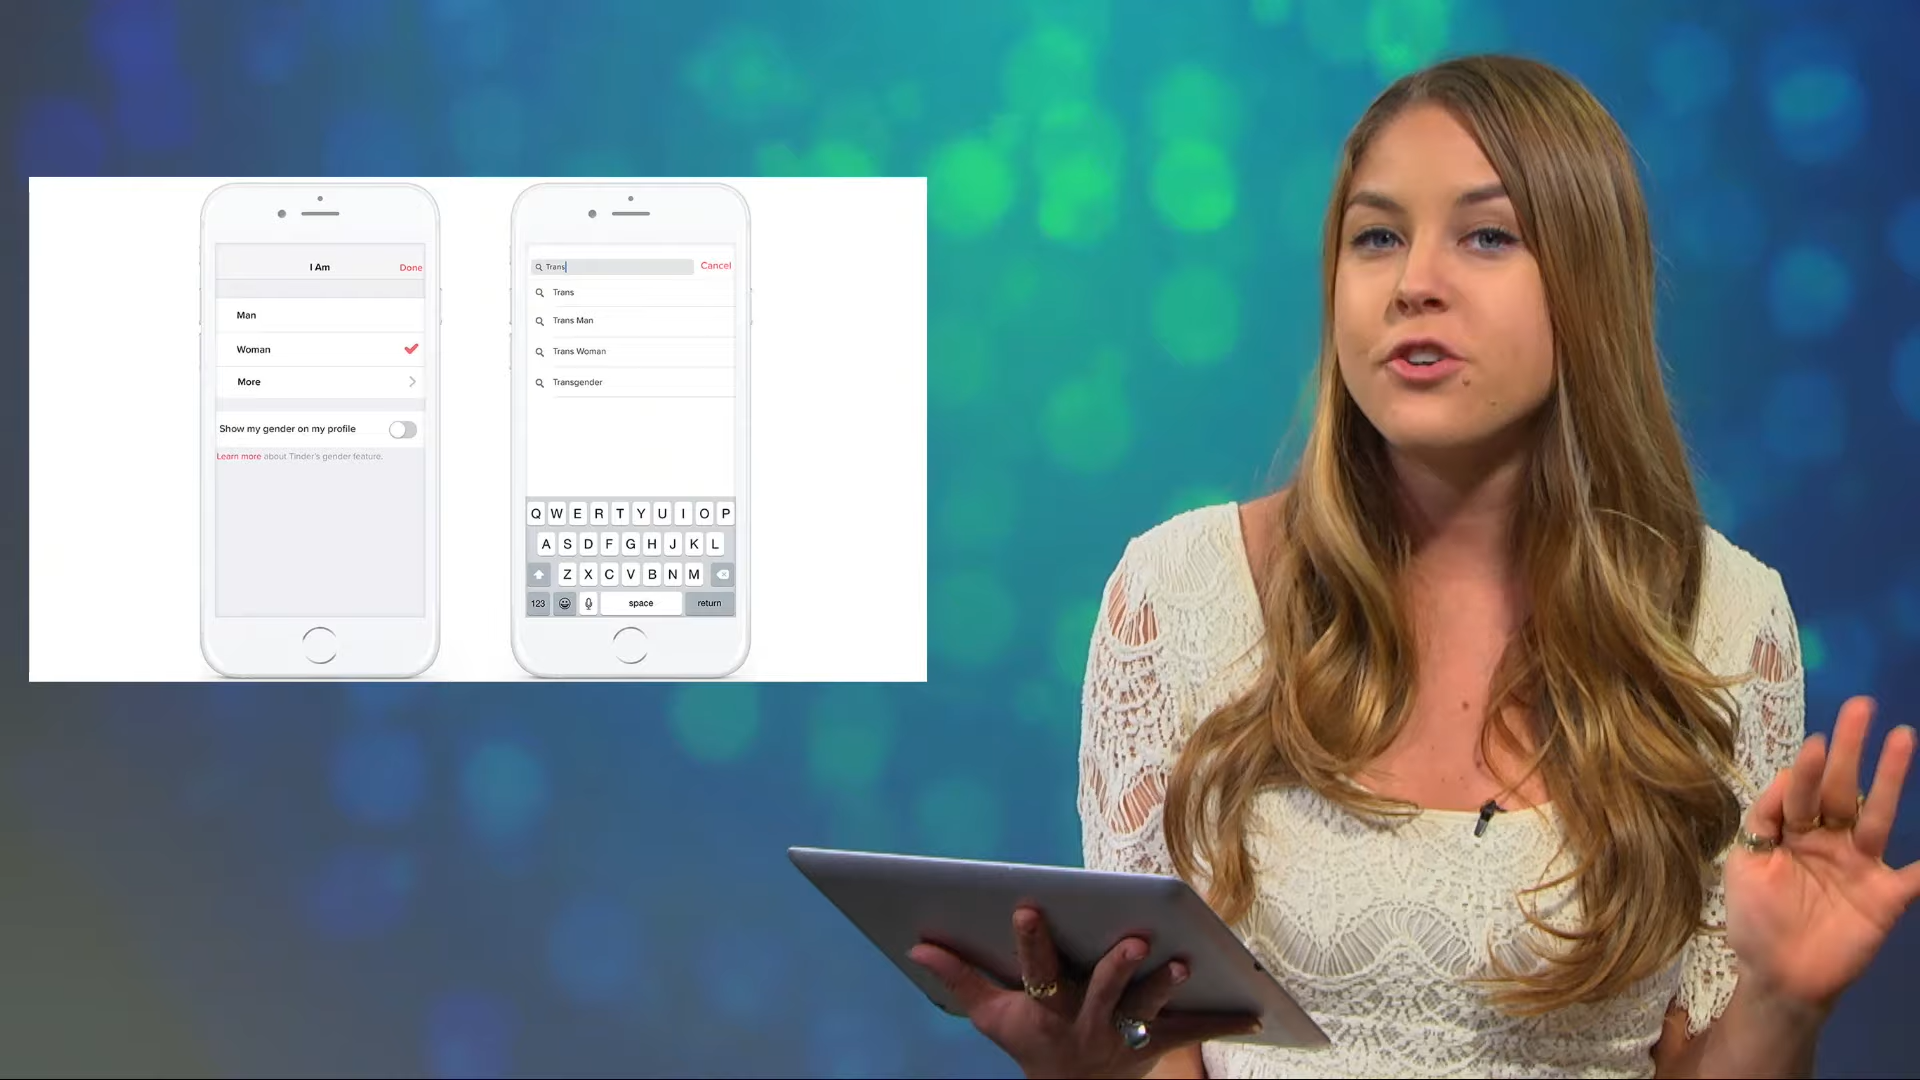 I Am
Done
Man
Woman
More
Show my gender on my profile
Learn more about Tinder's gender feature.
Trans
Cancel
Trans
Trans Man
Trans Woman
Transgender
Q W E R T Y U I O P
A S D F G H J K L
Z X C V B N M
123 space return